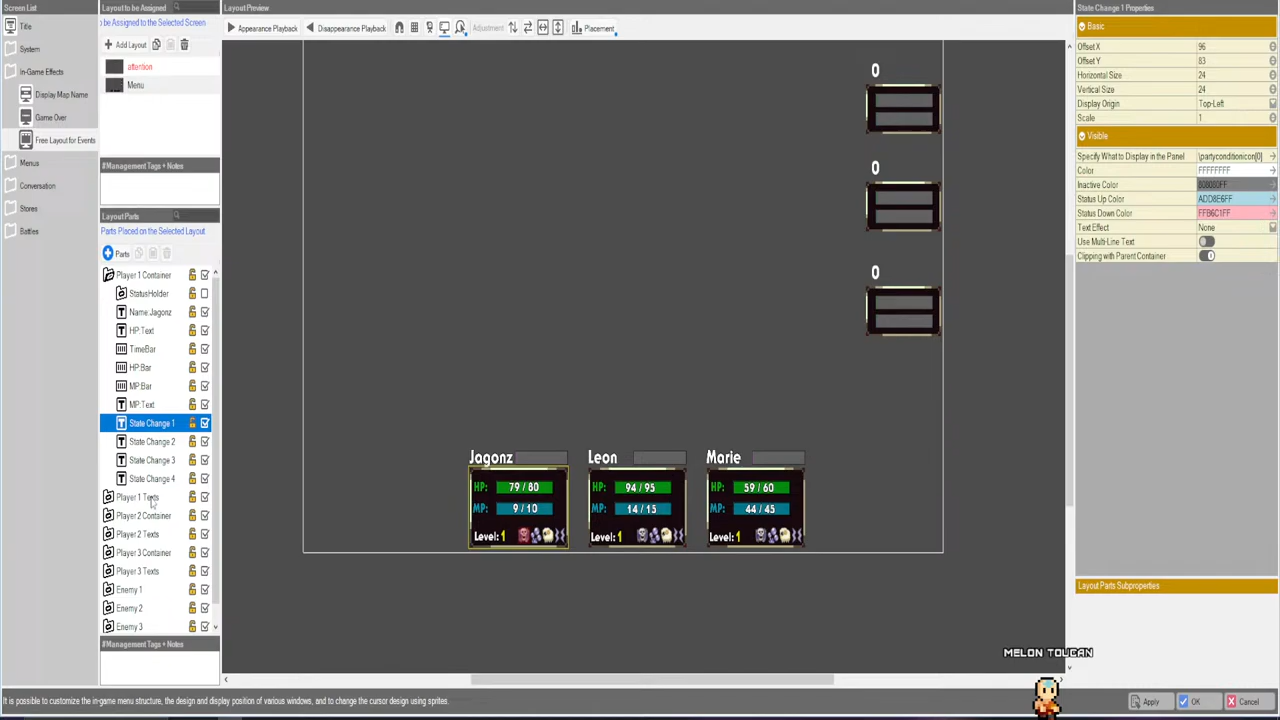 Screen List
Title
System
In-Game Effects
Display Map Name
Game Over
Free Layout for Events
Menus
Conversation
Stores
Battles
Layout to be Assigned
to be Assigned to the Selected Screen
Add Layout
attention
Menu
#Management Tags + Notes
Layout Parts
Parts Placed on the Selected Layout
Parts
Player 1 Container
StatusHolder
Name:Jagonz
HP:Text
TimeBar
HP:Bar
MP:Bar
MP:Text
State Change 1
State Change 2
State Change 3
State Change 4
Player 1 Texts
Player 2 Container
Player 2 Texts
Player 3 Container
Player 3 Texts
Enemy 1
Enemy 2
Enemy 3
#Management Tags + Notes
Layout Preview
Appearance Playback
Disappearance Playback
Adjustment
Placement
0
0
0
Jagonz
HP: 79 / 80
MP: 9 / 10
Level: 1
Leon
HP: 94 / 95
MP: 14 / 15
Level: 1
Marie
HP: 59 / 60
MP: 44 / 45
Level: 1
MELON TOUCAN
State Change 1 Properties
Basic
Offset X 96
Offset Y 83
Horizontal Size 24
Vertical Size 24
Display Origin Top-Left
Scale 1
Visible
Specify What to Display in the Panel \partyconditionicon[0]
Color FFFFFFFF
Inactive Color 808080FF
Status Up Color ADD8E6FF
Status Down Color FFB6C1FF
Text Effect None
Use Multi-Line Text
Clipping with Parent Container
Layout Parts Subproperties
It is possible to customize the in-game menu structure, the design and display position of various windows, and to change the cursor design using sprites.
Apply
OK
Cancel